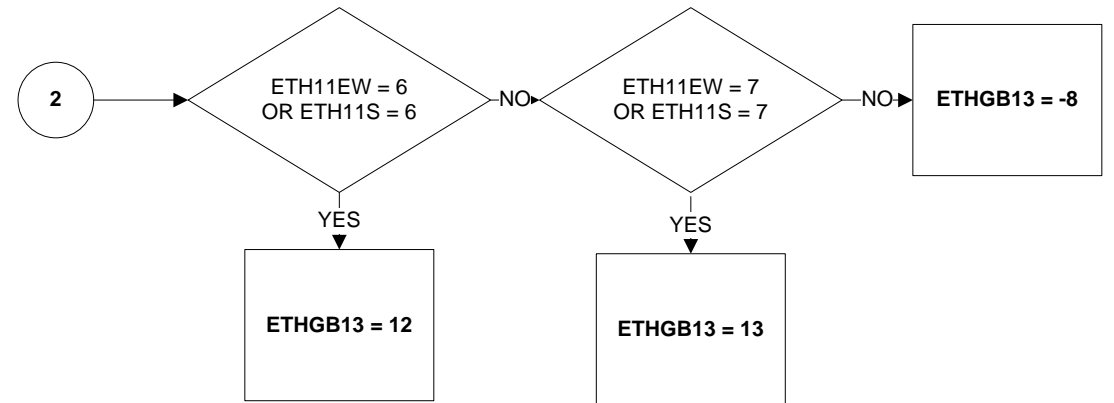 2
ETH11EW = 6
OR ETH11S = 6
NO
ETH11EW = 7
OR ETH11S = 7
NO
ETHGB13 = -8
YES
YES
ETHGB13 = 12
ETHGB13 = 13